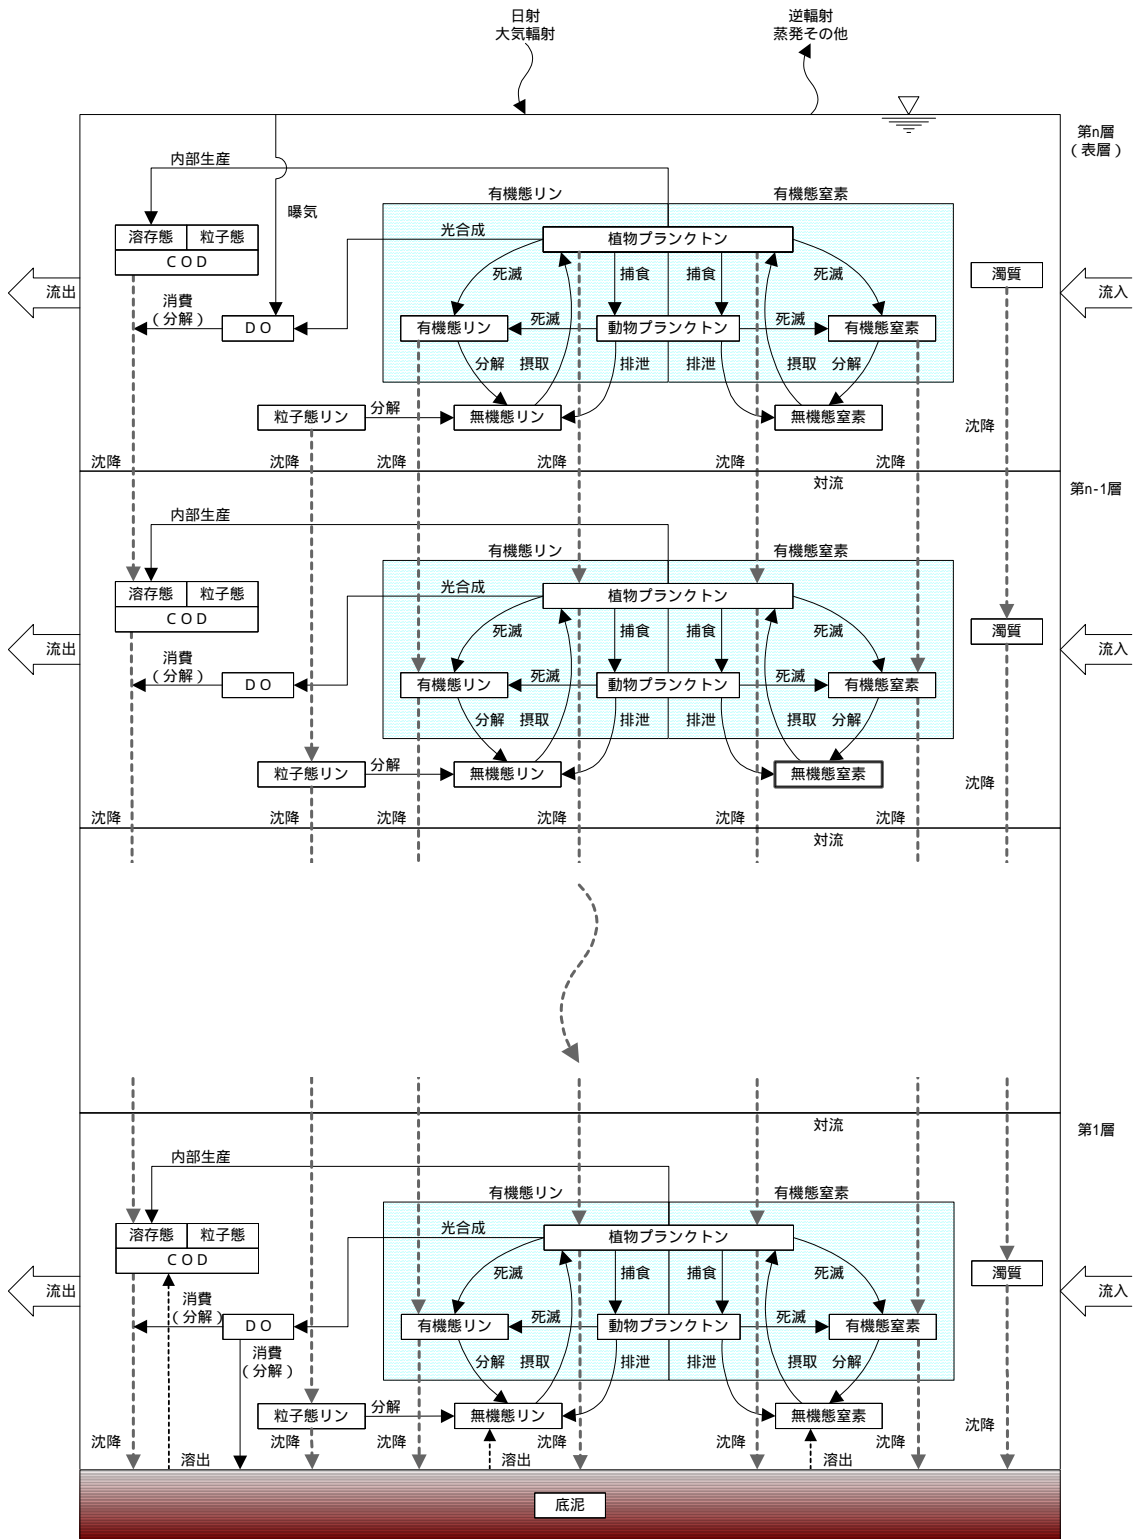 日射
大気輻射
逆輻射
蒸発その他
第n層
(表層)
内部生産
曝気
有機態リン
有機態窒素
溶存態
粒子態
COD
光合成
植物プランクトン
死滅
捕食
捕食
死滅
濁質
流出
流入
消費
(分解)
DO
有機態リン
死滅
動物プランクトン
死滅
有機態窒素
分解
摂取
排泄
排泄
摂取
分解
粒子態リン
分解
無機態リン
無機態窒素
沈降
沈降
沈降
沈降
沈降
沈降
沈降
対流
第n-1層
内部生産
有機態リン
有機態窒素
溶存態
粒子態
COD
光合成
植物プランクトン
死滅
捕食
捕食
死滅
濁質
流出
流入
消費
(分解)
DO
有機態リン
死滅
動物プランクトン
死滅
有機態窒素
分解
摂取
排泄
排泄
摂取
分解
粒子態リン
分解
無機態リン
無機態窒素
沈降
沈降
沈降
沈降
沈降
沈降
沈降
対流
対流
第1層
内部生産
有機態リン
有機態窒素
溶存態
粒子態
COD
光合成
植物プランクトン
死滅
捕食
捕食
死滅
濁質
流出
流入
消費
(分解)
DO
有機態リン
死滅
動物プランクトン
死滅
有機態窒素
消費
(分解)
分解
摂取
排泄
排泄
摂取
分解
粒子態リン
分解
無機態リン
無機態窒素
沈降
沈降
沈降
沈降
沈降
沈降
沈降
溶出
溶出
溶出
底泥